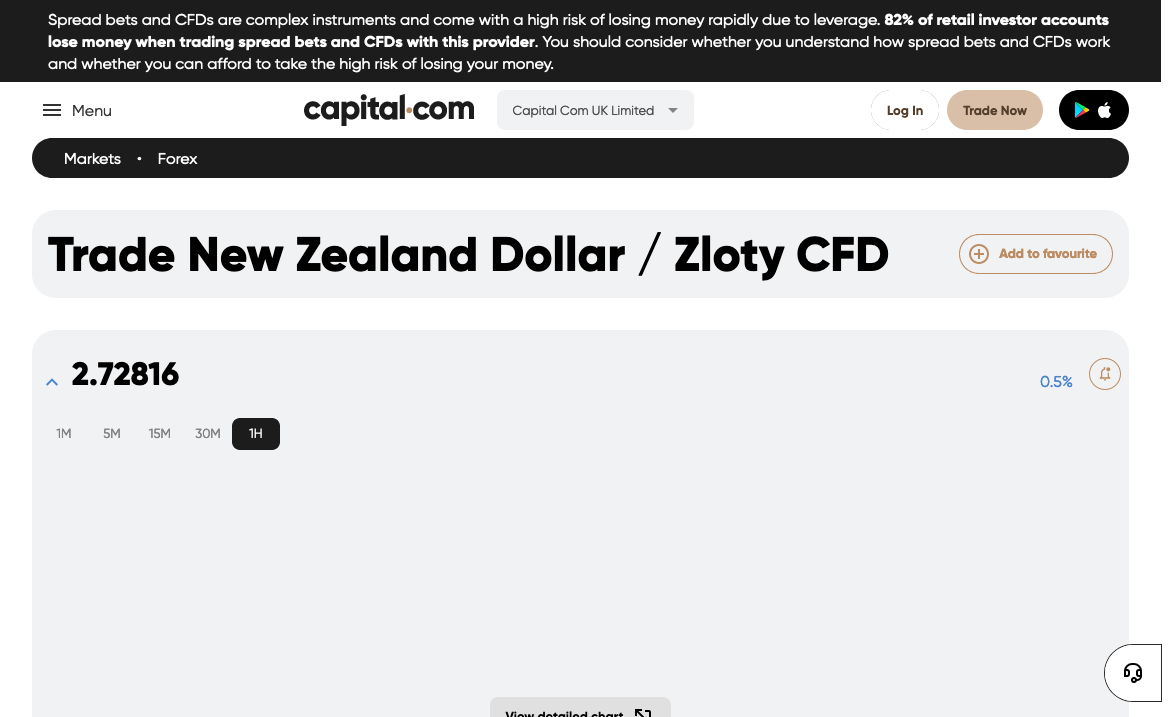 Spread bets and CFDs are complex instruments and come with a high risk of losing money rapidly due to leverage. 82% of retail investor accounts
lose money when trading spread bets and CFDs with this provider. You should consider whether you understand how spread bets and CFDs work
and whether you can afford to take the high risk of losing your money.
Menu
capital.com
Capital Com UK Limited
Log In
Trade Now
Markets • Forex
Trade New Zealand Dollar / Zloty CFD
Add to favourite
2.72816
0.5%
1M 5M 15M 30M 1H
View detailed chart